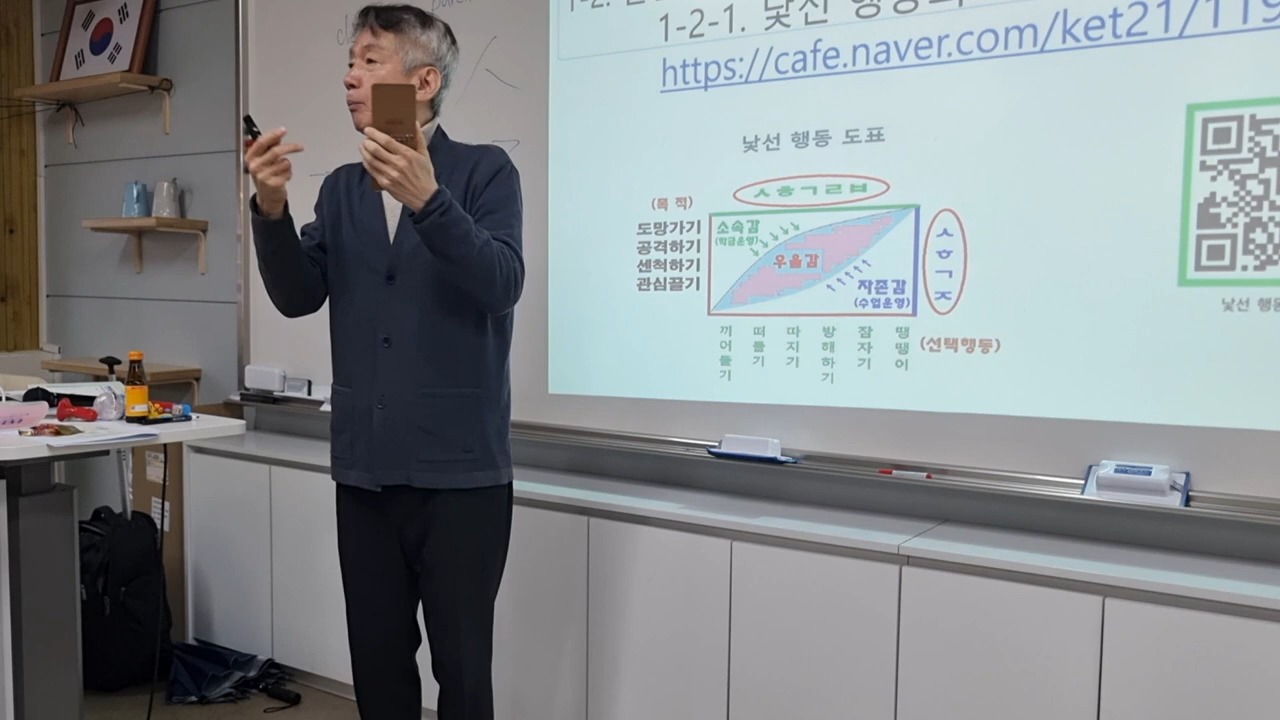 1-2-1. 낯선 행동의
https://cafe.naver.com/ket21/119
낯선 행동 도표
ㅅㅎㄱㄹㅂ
(목 적)
도망가기
공격하기
센척하기
관심끌기
소속감
(학급운영)
우울감
자존감
(수업운영)
ㅅㅎㄱㅈ
끼어들기
떠들기
따지기
방해하기
잠자기
땡땡이
(선택행동)
낯선 행동